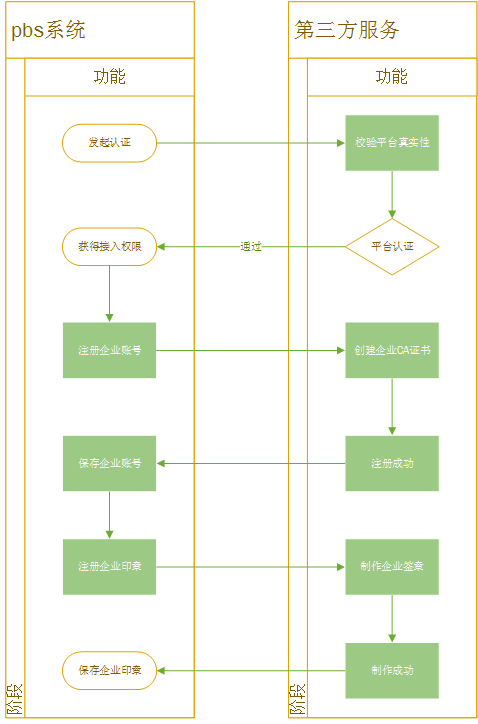 pbs系统
第三方服务
功能
功能
发起认证
校验平台真实性
获得接入权限
通过
平台认证
注册企业账号
创建企业CA证书
保存企业账号
注册成功
注册企业印章
制作企业签章
保存企业印章
制作成功
阶段
阶段